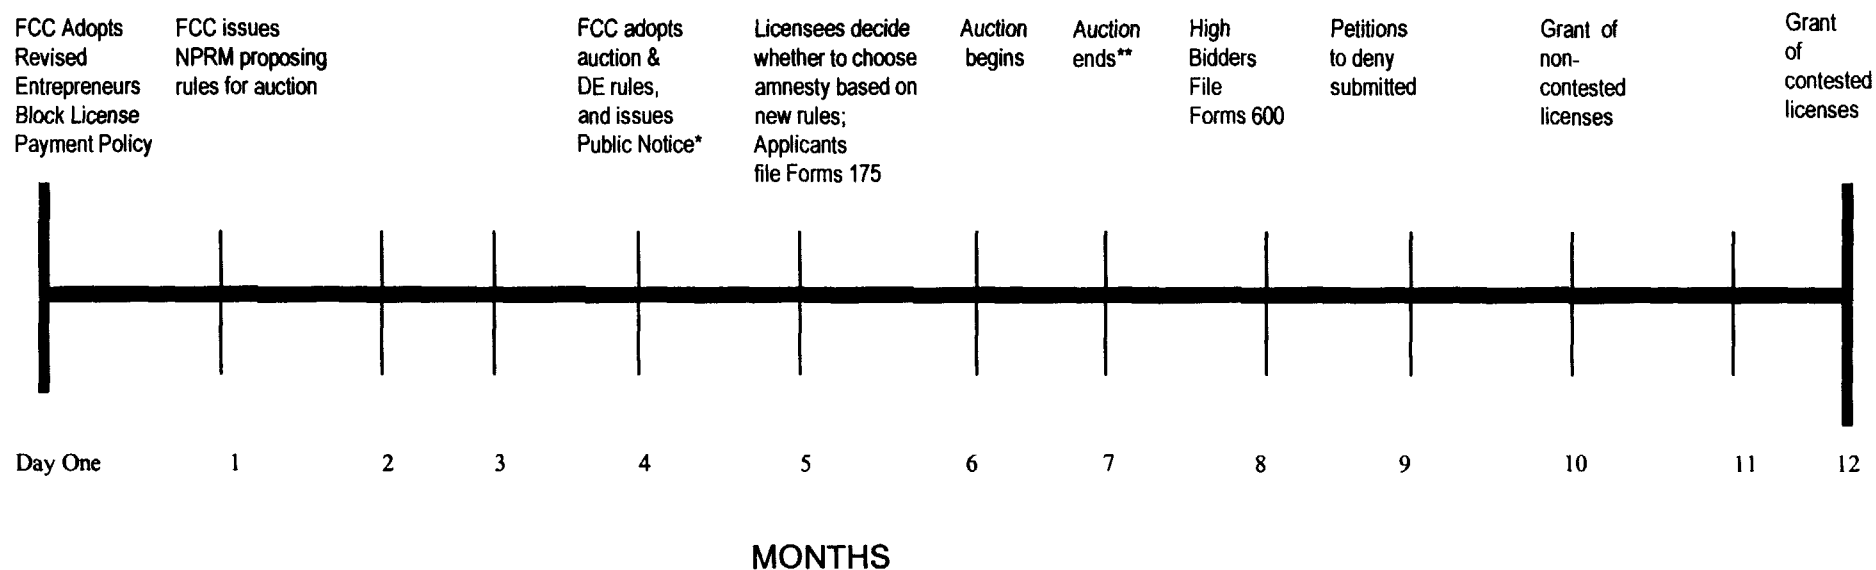 FCC Adopts
Revised
Entrepreneurs
Block License
Payment Policy
FCC issues
NPRM proposing
rules for auction
FCC adopts
auction &
DE rules,
and issues
Public Notice*
Licensees decide
whether to choose
amnesty based on
new rules;
Applicants
file Forms 175
Auction
begins
Auction
ends**
High
Bidders
File
Forms 600
Petitions
to deny
submitted
Grant of
non-
contested
licenses
Grant
of
contested
licenses
Day One 1 2 3 4 5 6 7 8 9 10 11 12
MONTHS